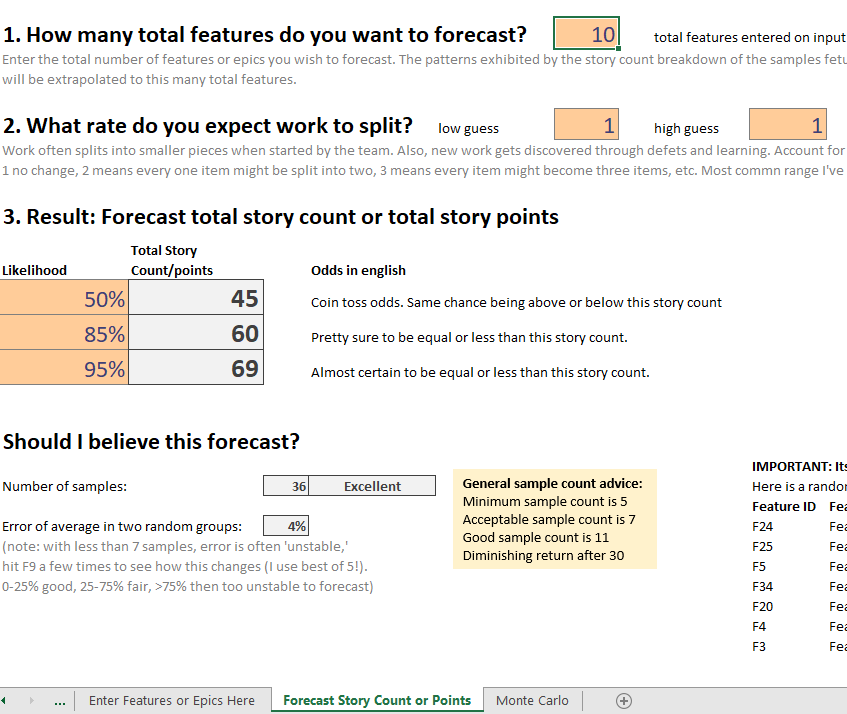 1. How many total features do you want to forecast? 10 total features entered on input
Enter the total number of features or epics you wish to forecast. The patterns exhibited by the story count breakdown of the samples fetu
will be extrapolated to this many total features.
2. What rate do you expect work to split? low guess 1 high guess 1
Work often splits into smaller pieces when started by the team. Also, new work gets discovered through defets and learning. Account for
1 no change, 2 means every one item might be split into two, 3 means every item might become three items, etc. Most commn range I've
3. Result: Forecast total story count or total story points
Total Story
Likelihood Count/points Odds in english
50% 45 Coin toss odds. Same chance being above or below this story count
85% 60 Pretty sure to be equal or less than this story count.
95% 69 Almost certain to be equal or less than this story count.
Should I believe this forecast?
Number of samples: 36 Excellent
Error of average in two random groups: 4%
(note: with less than 7 samples, error is often 'unstable,'
hit F9 a few times to see how this changes (I use best of 5!).
0-25% good, 25-75% fair, >75% then too unstable to forecast)
General sample count advice:
Minimum sample count is 5
Acceptable sample count is 7
Good sample count is 11
Diminishing return after 30
IMPORTANT: Its
Here is a random
Feature ID Fea
F24 Fea
F25 Fea
F5 Fea
F34 Fea
F20 Fea
F4 Fea
F3 Fea
... Enter Features or Epics Here Forecast Story Count or Points Monte Carlo